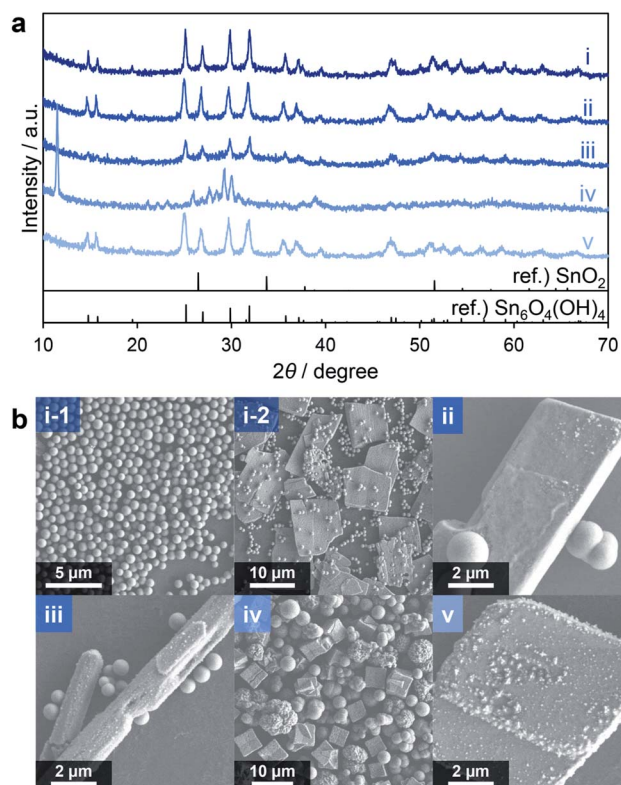 a
Intensity / a.u.
i
ii
iii
iv
v
ref.) SnO₂
ref.) Sn₆O₄(OH)₄
10 20 30 40 50 60 70
2θ / degree
b
i-1
5 µm
i-2
10 µm
ii
2 µm
iii
2 µm
iv
10 µm
v
2 µm